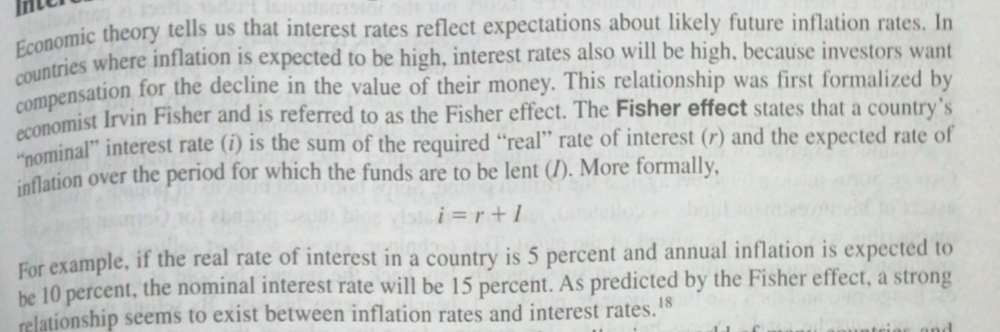 Economic theory tells us that interest rates reflect expectations about likely future inflation rates. In
countries where inflation is expected to be high, interest rates also will be high, because investors want
compensation for the decline in the value of their money. This relationship was first formalized by
economist Irvin Fisher and is referred to as the Fisher effect. The Fisher effect states that a country's
"nominal" interest rate (i) is the sum of the required "real" rate of interest (r) and the expected rate of
inflation over the period for which the funds are to be lent (I). More formally,
i = r + I
For example, if the real rate of interest in a country is 5 percent and annual inflation is expected to
be 10 percent, the nominal interest rate will be 15 percent. As predicted by the Fisher effect, a strong
relationship seems to exist between inflation rates and interest rates.18